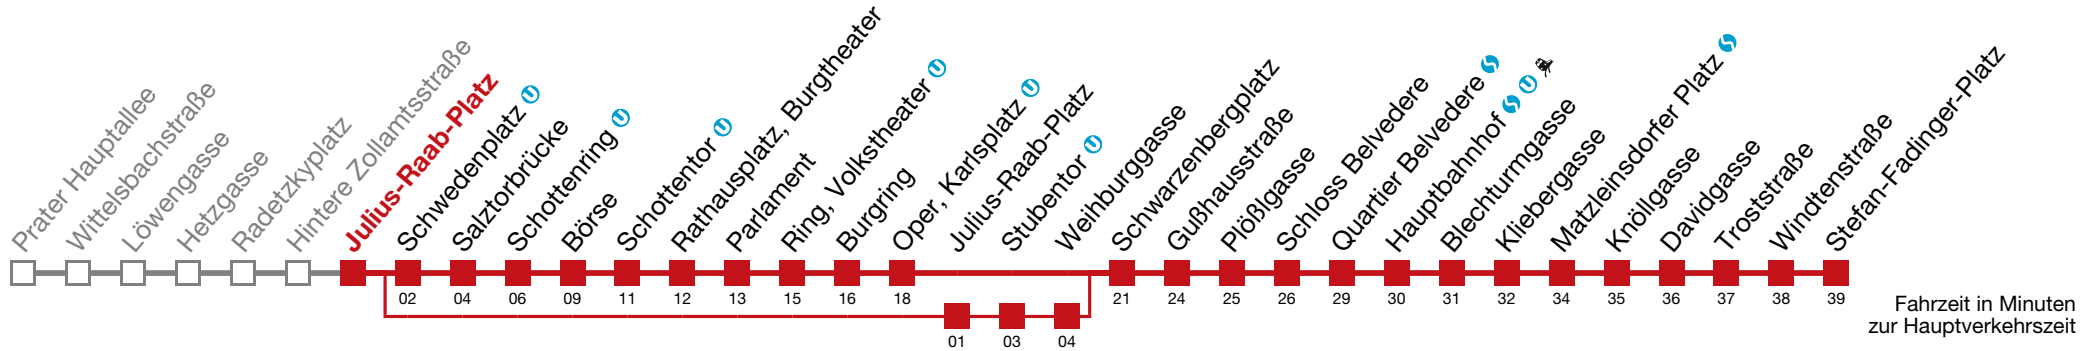 Prater Hauptallee
Wittelsbachstraße
Löwengasse
Hetzgasse
Radetzkyplatz
Hintere Zollamtsstraße
Julius-Raab-Platz
Schwedenplatz U
Salztorbrücke
Schottenring U
Börse
Schottentor U
Rathausplatz, Burgtheater
Parlament
Ring, Volkstheater U
Burgring
Oper, Karlsplatz U
Julius-Raab-Platz
Stubentor U
Weihburggasse
Schwarzenbergplatz
Gußhausstraße
Plößlgasse
Schloss Belvedere
Quartier Belvedere S
Hauptbahnhof S U
Blechturmgasse
Kliebergasse
Matzleinsdorfer Platz S
Knöllgasse
Davidgasse
Troststraße
Windtenstraße
Stefan-Fadinger-Platz
02 04 06 09 11 12 13 15 16 18 21 24 25 26 29 30 31 32 34 35 36 37 38 39
01 03 04
Fahrzeit in Minuten
zur Hauptverkehrszeit